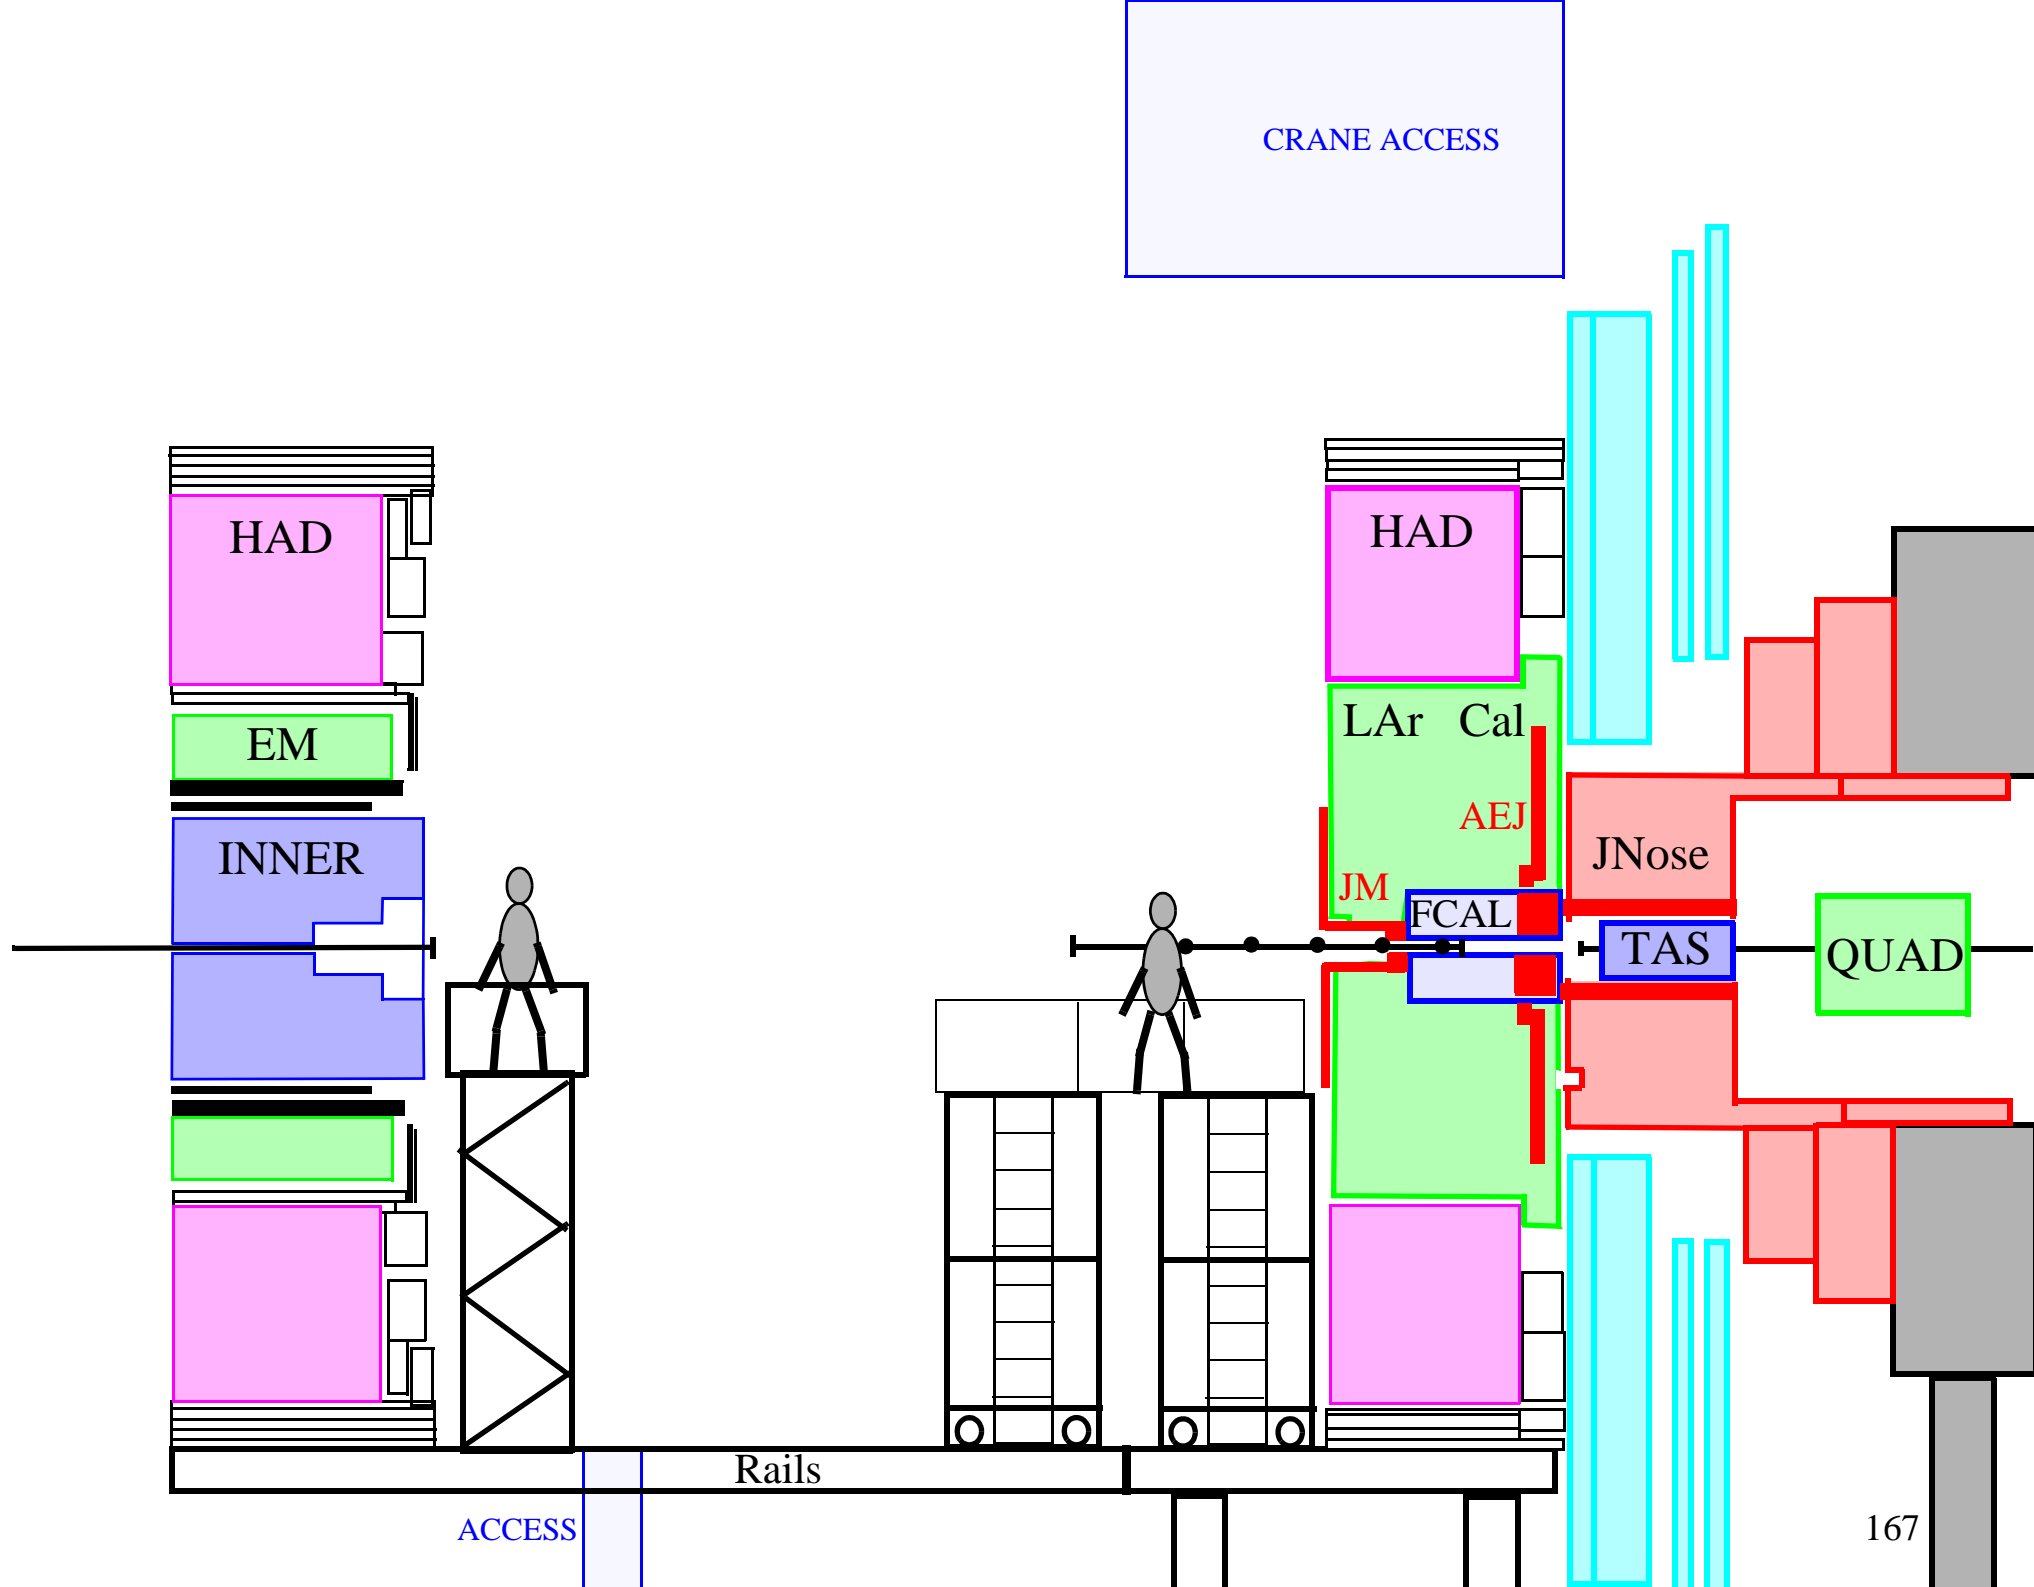 CRANE ACCESS
HAD
HAD
EM
LAr Cal
AEJ
INNER
JM
JNose
FCAL
TAS
QUAD
Rails
ACCESS
167